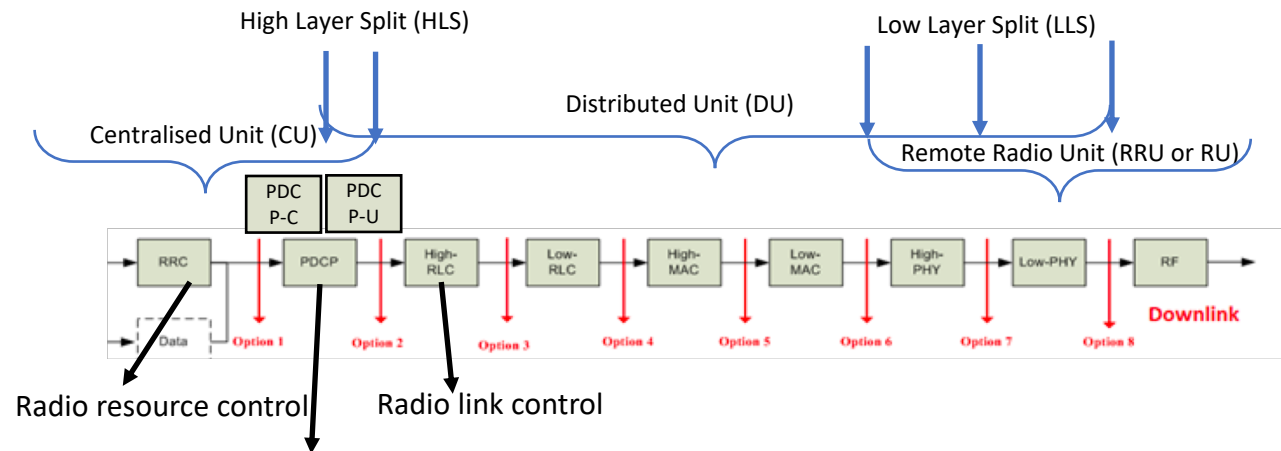 High Layer Split (HLS)
Low Layer Split (LLS)
Distributed Unit (DU)
Centralised Unit (CU)
Remote Radio Unit (RRU or RU)
PDC
P-C
PDC
P-U
RRC
PDCP
High-
RLC
Low-
RLC
High-
MAC
Low-
MAC
High-
PHY
Low-PHY
RF
Downlink
Data
Option 1
Option 2
Option 3
Option 4
Option 5
Option 6
Option 7
Option 8
Radio resource control
Radio link control